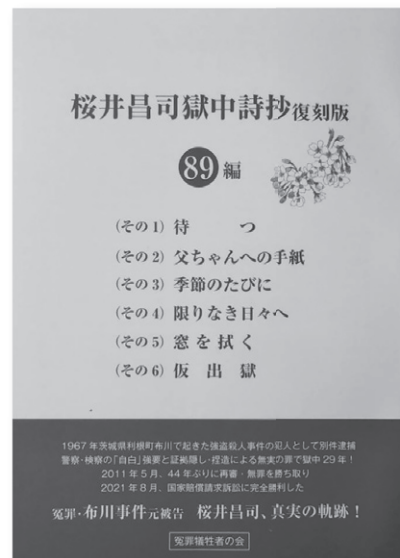 桜井昌司獄中詩抄復刻版
89編
(その1) 待 つ
(その2) 父ちゃんへの手紙
(その3) 季節のたびに
(その4) 限りなき日々へ
(その5) 窓を拭く
(その6) 仮出獄
1967年茨城県利根町布川で起きた強盗殺人事件の犯人として別件逮捕
警察・検察の「自白」強要と証拠隠し・捏造による無実の罪で獄中29年!
2011年5月、44年ぶりに再審・無罪を勝ち取り
2021年8月、国家賠償請求訴訟に完全勝利した
冤罪・布川事件元被告 桜井昌司、真実の軌跡!
冤罪犠牲者の会